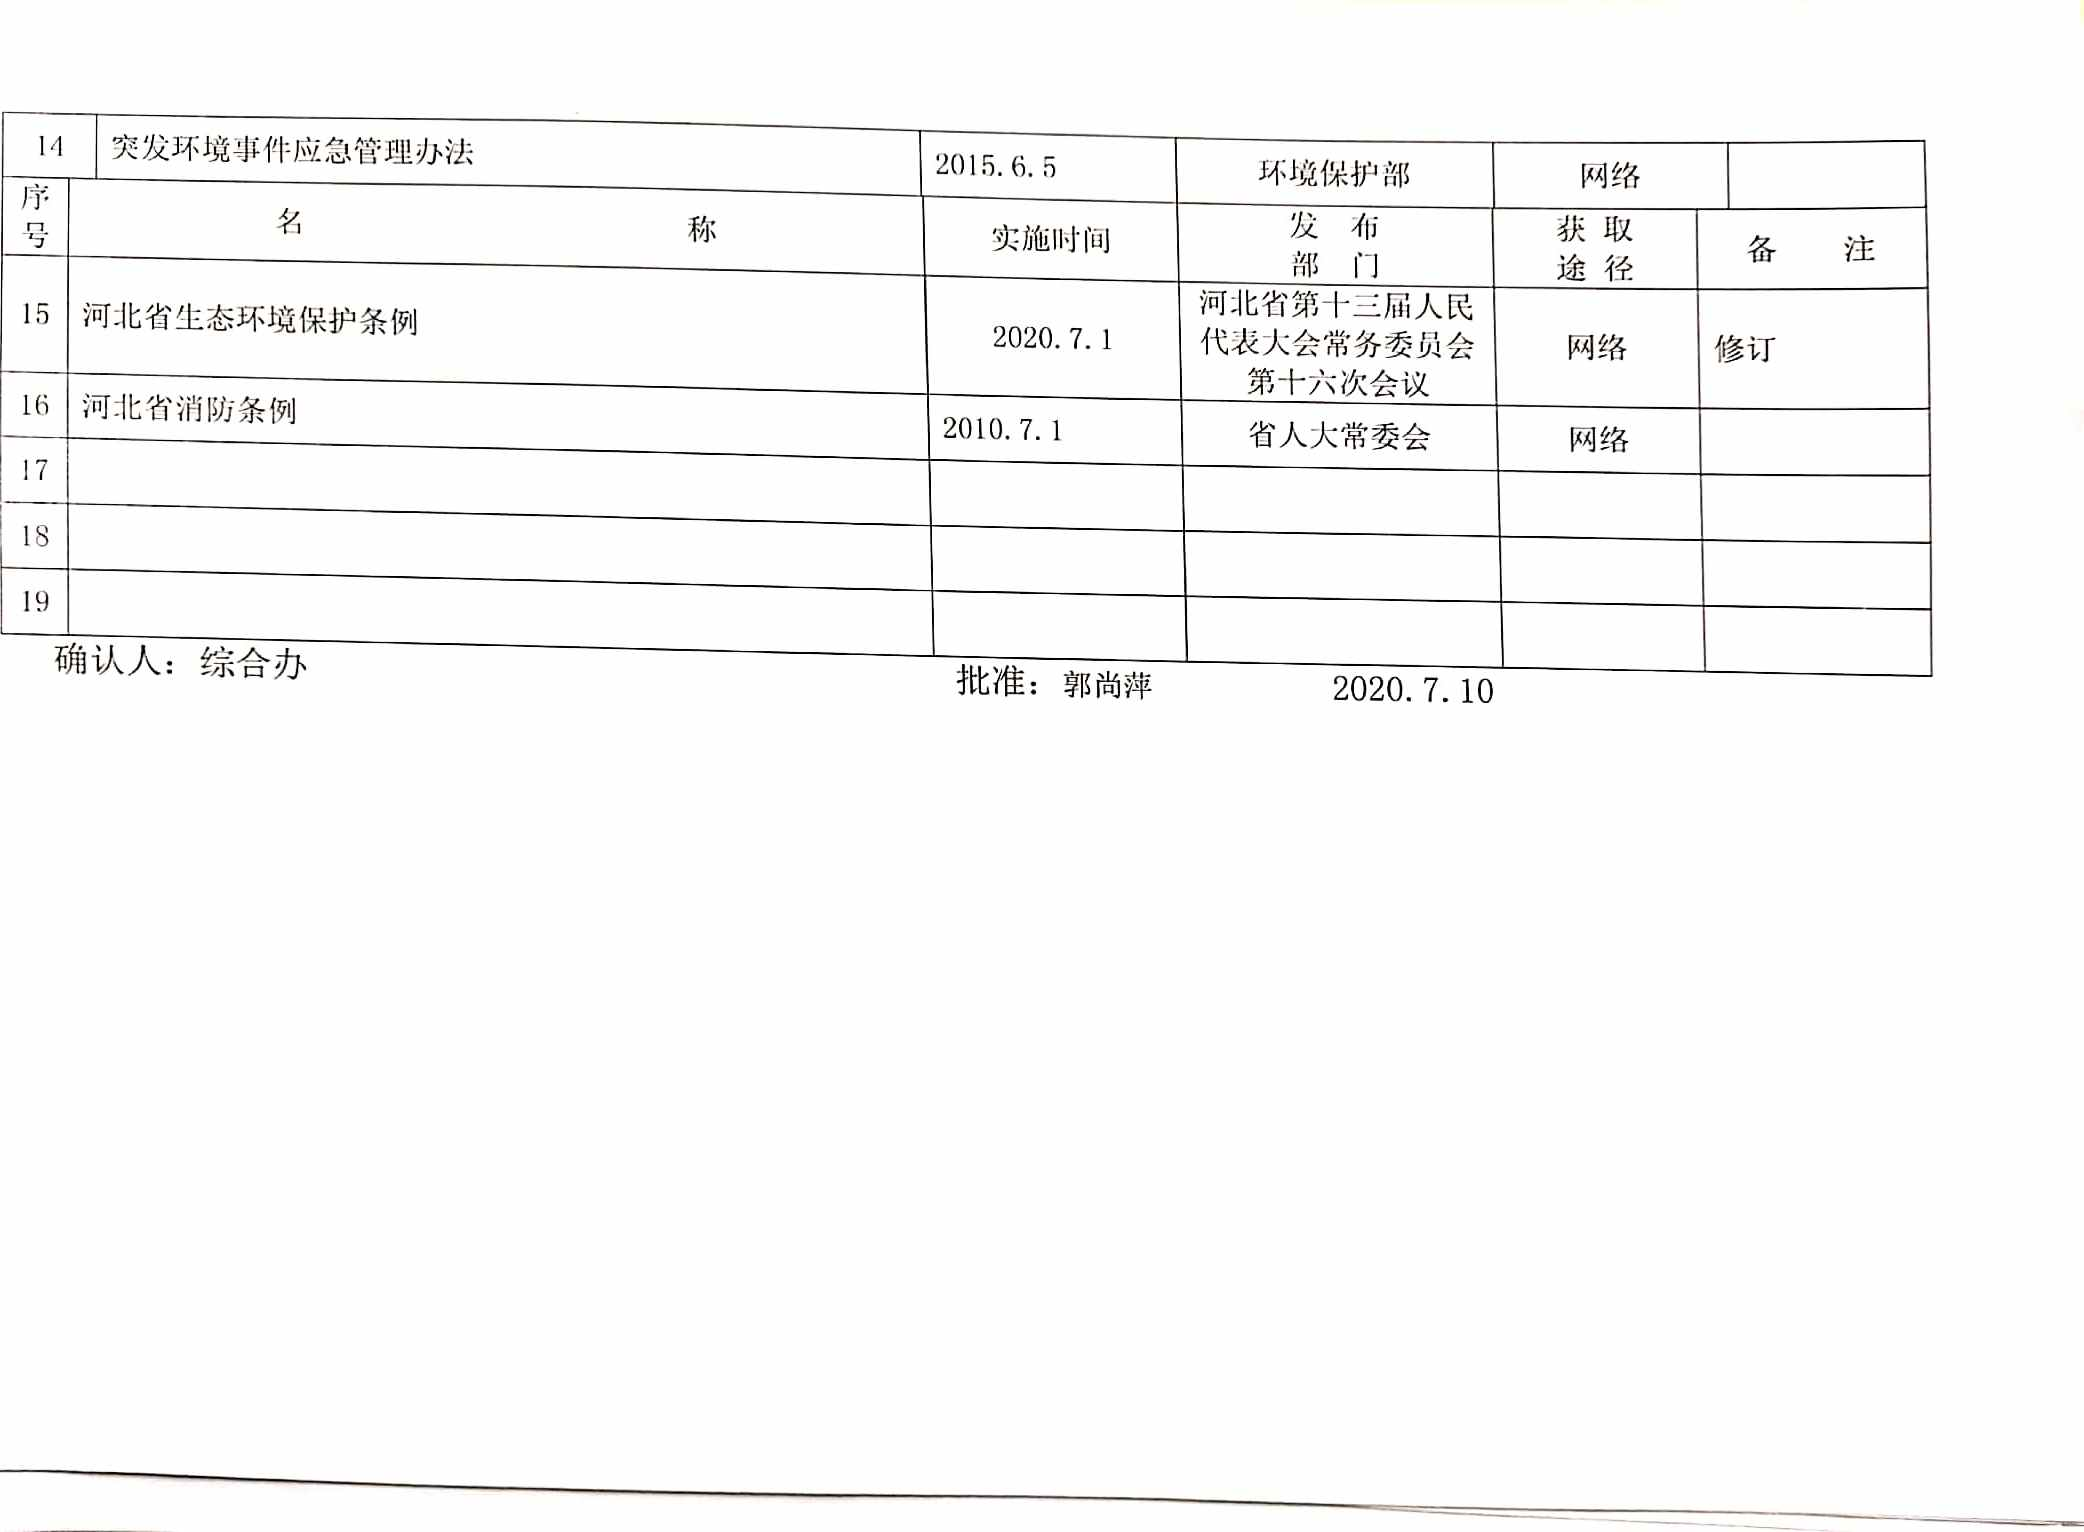 14 突发环境事件应急管理办法 2015.6.5 环境保护部 网络
序号 名 称 实施时间 发布部门 获取途径 备 注
15 河北省生态环境保护条例 2020.7.1 河北省第十三届人民代表大会常务委员会第十六次会议 网络 修订
16 河北省消防条例 2010.7.1 省人大常委会 网络
17
18
19
确认人：综合办 批准：郭尚萍 2020.7.10